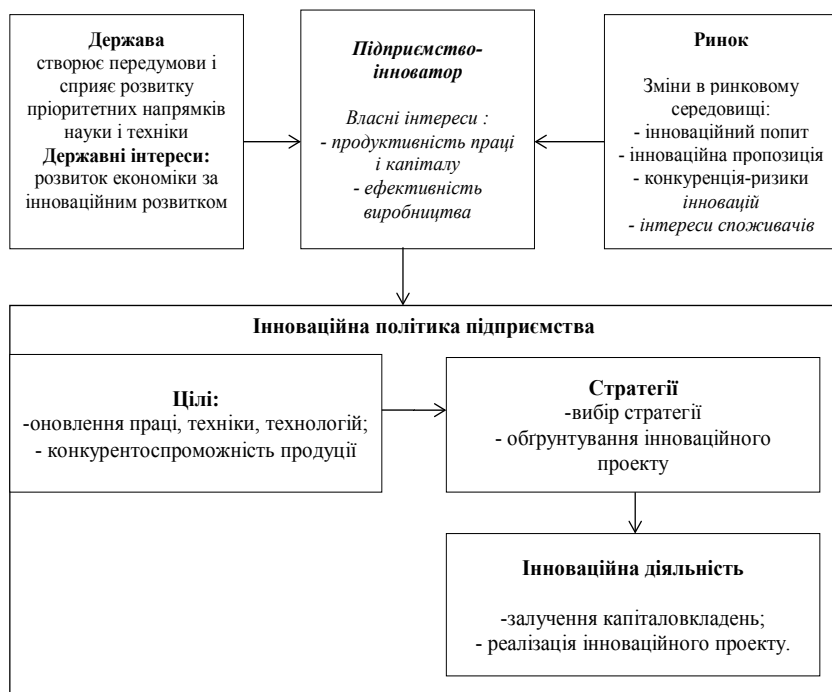 Держава
створює передумови і
сприяє розвитку
пріоритетних напрямків
науки і техніки
Державні інтереси:
розвиток економіки за
інноваційним розвитком
Підприємство-
інноватор
Власні інтереси :
- продуктивність праці
і капіталу
- ефективність
виробництва
Ринок
Зміни в ринковому
середовищі:
- інноваційний попит
- інноваційна пропозиція
- конкуренція-ризики
інновацій
- інтереси споживачів
Інноваційна політика підприємства
Цілі:
-оновлення праці, техніки, технологій;
- конкурентоспроможність продуції
Стратегії
-вибір стратегії
- обґрунтування інноваційного
проекту
Інноваційна діяльність
-залучення капіталовкладень;
- реалізація інноваційного проекту.